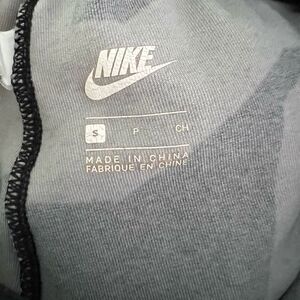 NIKE
S P CH
MADE IN CHINA
FABRIQUÉ EN CHINE